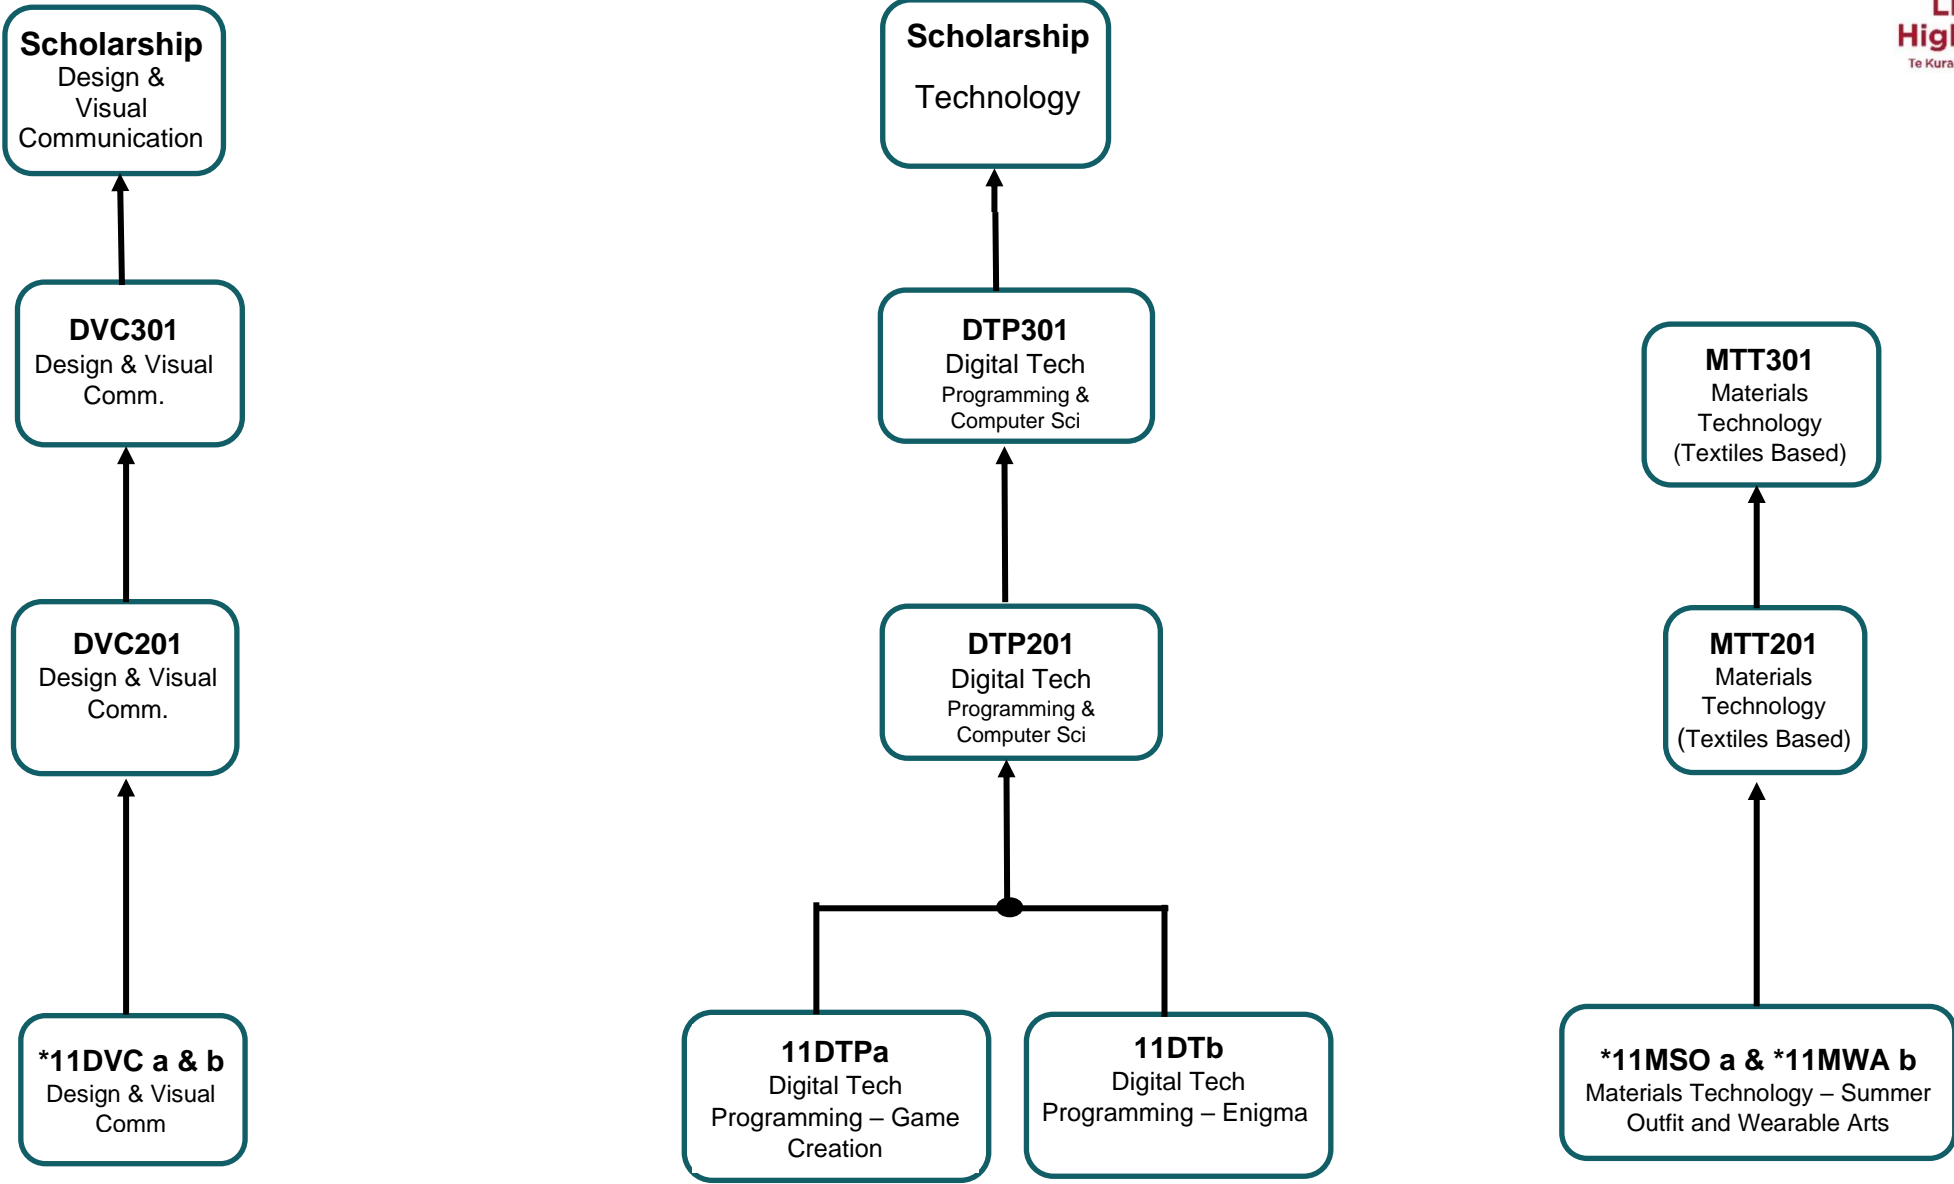 Scholarship
Design &
Visual
Communication
Scholarship
Technology
Te Kura
DVC301
Design & Visual
Comm.
DTP301
Digital Tech
Programming &
Computer Sci
MTT301
Materials
Technology
(Textiles Based)
DVC201
Design & Visual
Comm.
DTP201
Digital Tech
Programming &
Computer Sci
MTT201
Materials
Technology
(Textiles Based)
*11DVC a & b
Design & Visual
Comm
11DTPa
Digital Tech
Programming – Game
Creation
11DTb
Digital Tech
Programming – Enigma
*11MSO a & *11MWA b
Materials Technology – Summer
Outfit and Wearable Arts